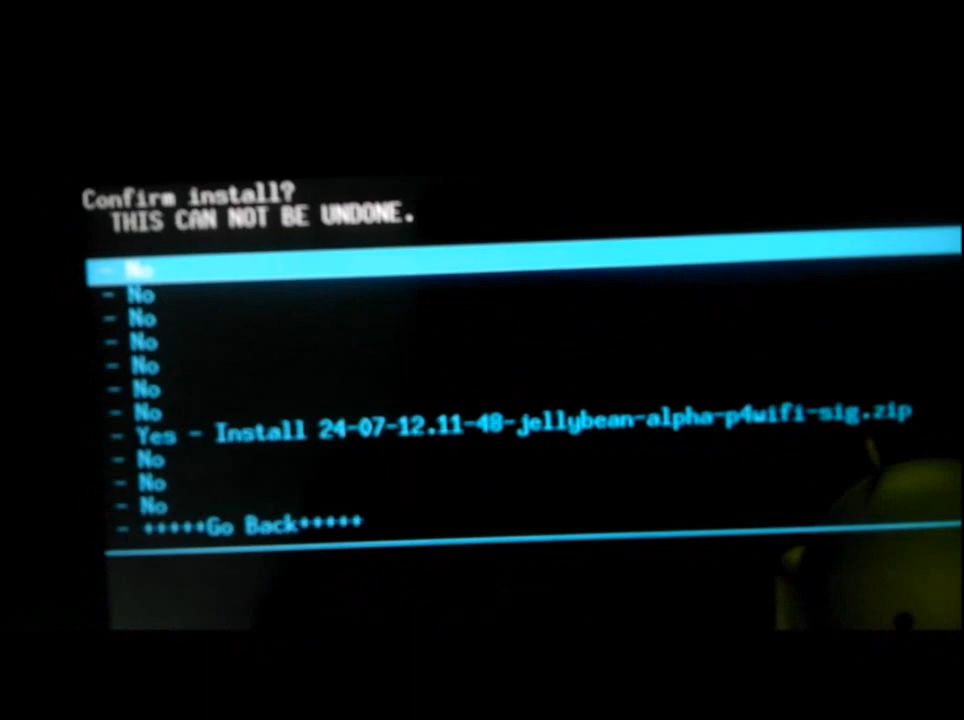 Confirm install?
THIS CAN NOT BE UNDONE.
- No
- No
- No
- No
- No
- No
- No
- Yes - Install 24-07-12.11-48-jellybean-alpha-p4wifi-sig.zip
- No
- No
- No
- +++++Go Back+++++